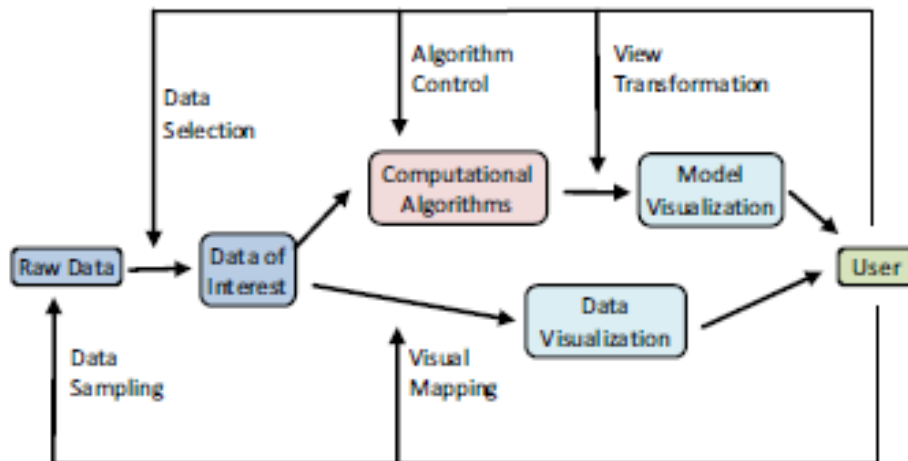 Algorithm
Control
View
Transformation
Data
Selection
Computational
Algorithms
Model
Visualization
Raw Data
Data of
Interest
User
Data
Visualization
Data
Sampling
Visual
Mapping